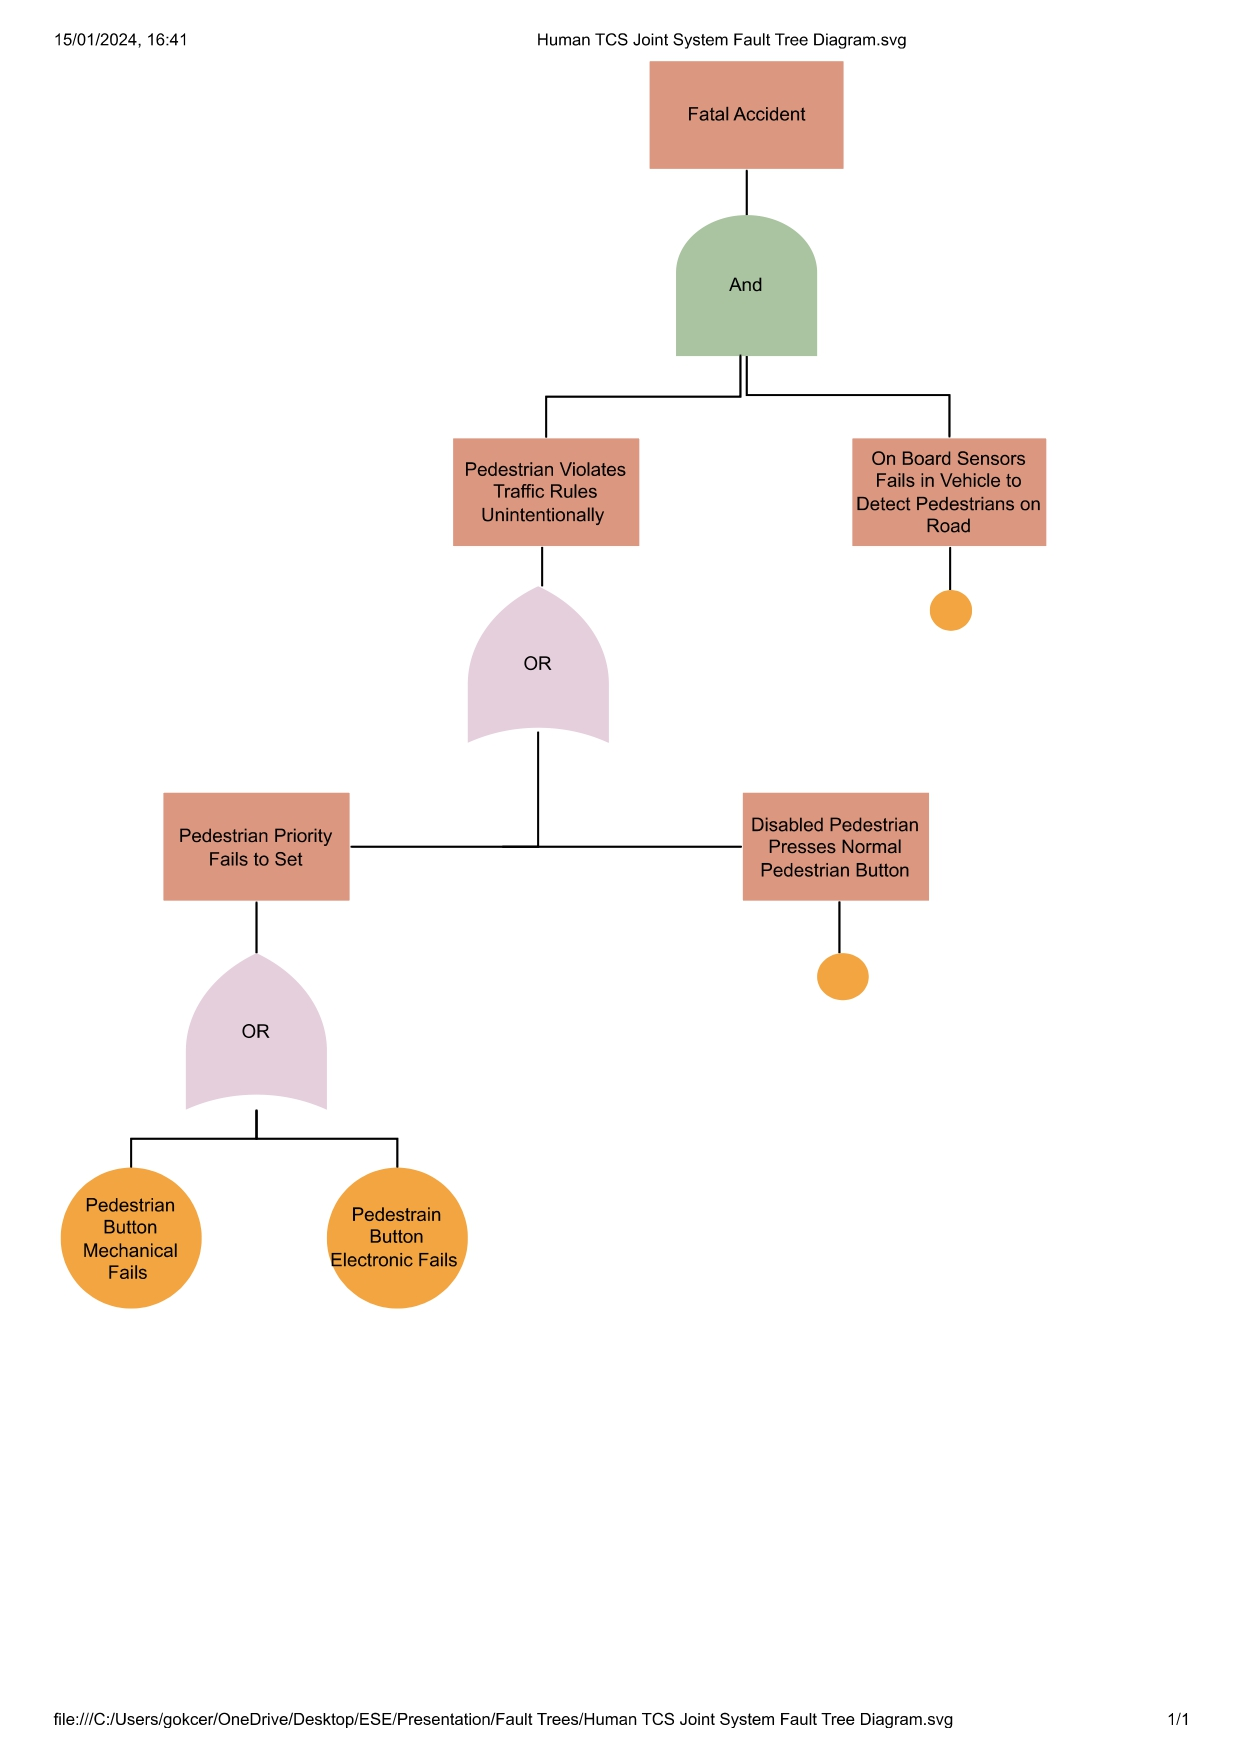 15/01/2024, 16:41
Human TCS Joint System Fault Tree Diagram.svg
Fatal Accident
And
Pedestrian Violates
Traffic Rules
Unintentionally
On Board Sensors
Fails in Vehicle to
Detect Pedestrians on
Road
OR
Pedestrian Priority
Fails to Set
Disabled Pedestrian
Presses Normal
Pedestrian Button
OR
Pedestrian
Button
Mechanical
Fails
Pedestrain
Button
Electronic Fails
file:///C:/Users/gokcer/OneDrive/Desktop/ESE/Presentation/Fault Trees/Human TCS Joint System Fault Tree Diagram.svg
1/1